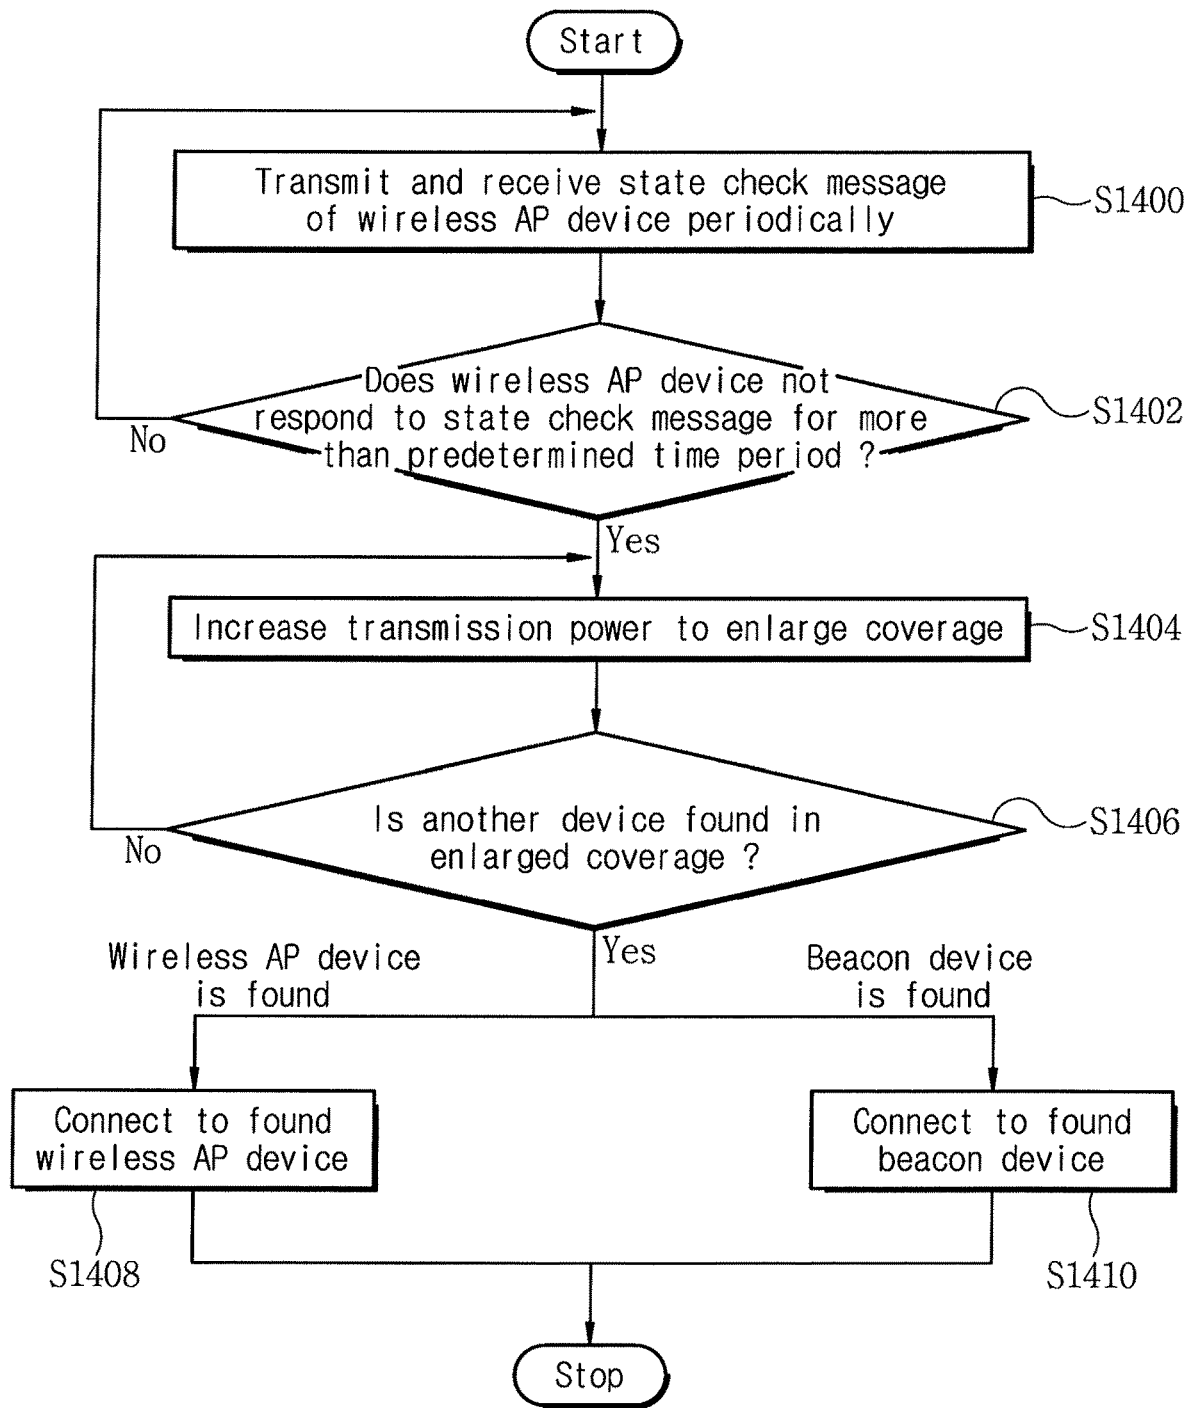 Start
Transmit and receive state check message
of wireless AP device periodically
S1400
Does wireless AP device not
respond to state check message for more
than predetermined time period ?
S1402
No
Yes
Increase transmission power to enlarge coverage
S1404
Is another device found in
enlarged coverage ?
S1406
No
Yes
Wireless AP device
is found
Beacon device
is found
Connect to found
wireless AP device
S1408
Connect to found
beacon device
S1410
Stop